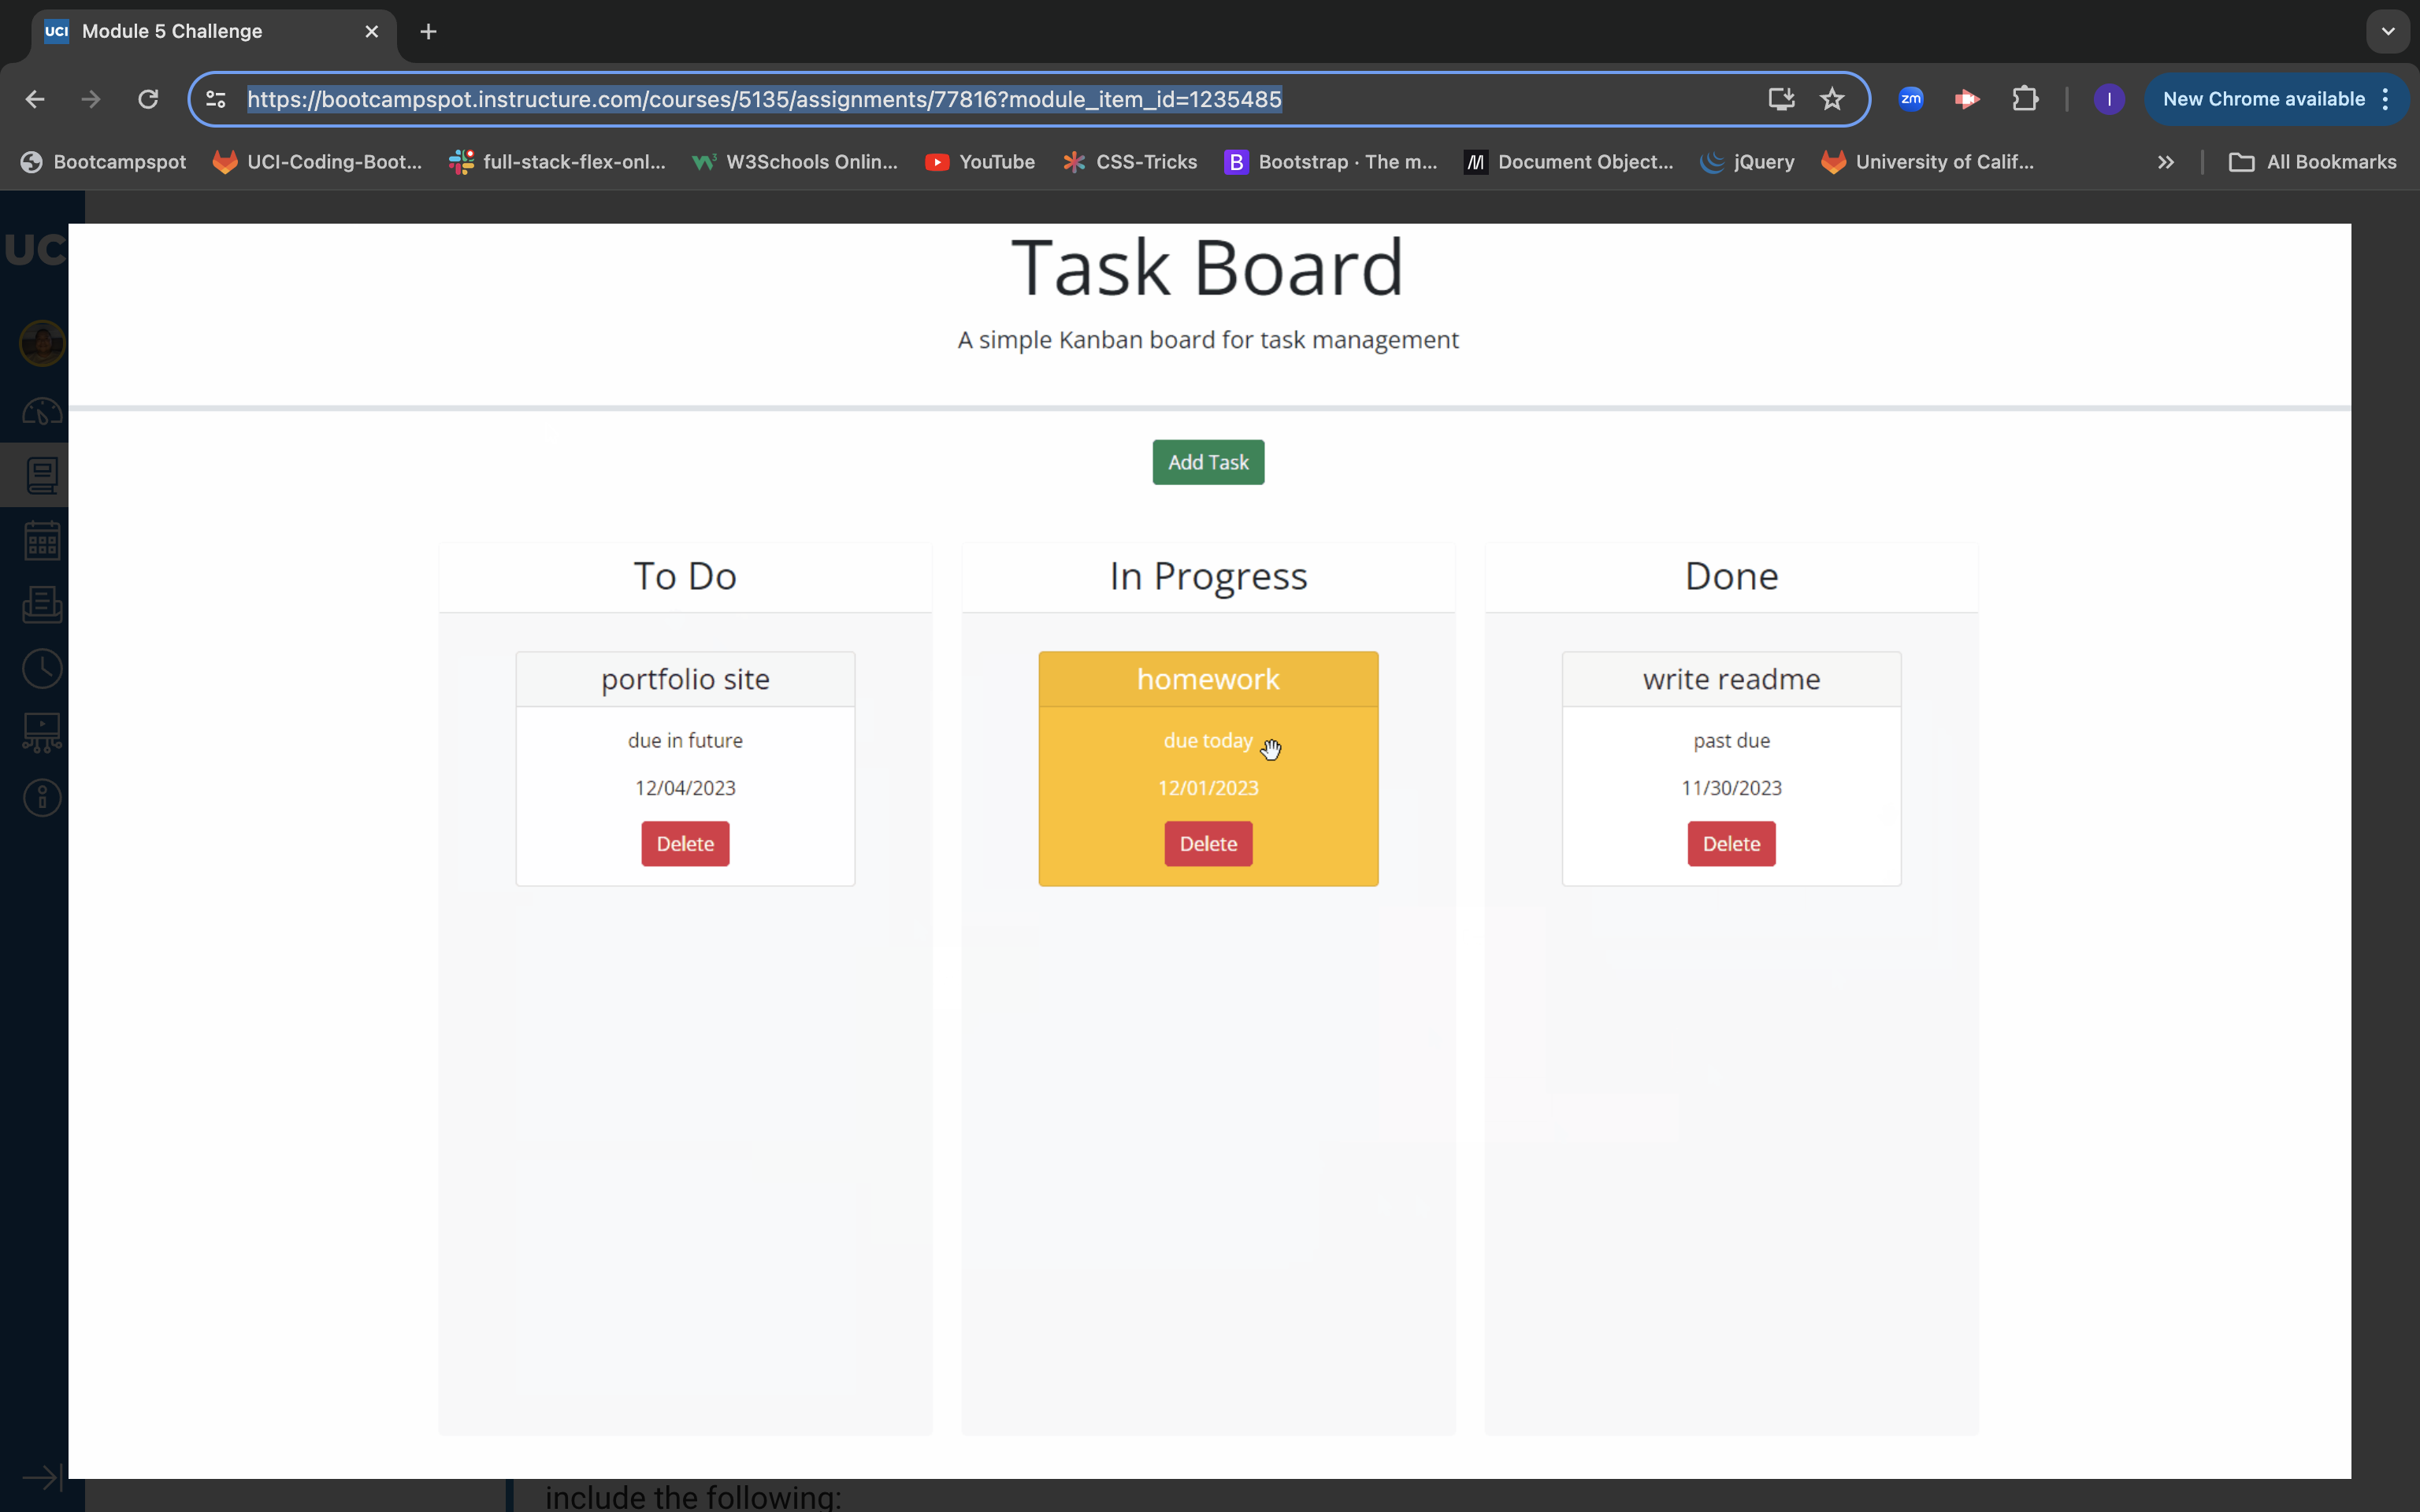 UCI Module 5 Challenge
https://bootcampspot.instructure.com/courses/5135/assignments/77816?module_item_id=1235485
zm
I
New Chrome available
Bootcampspot
UCI-Coding-Boot...
full-stack-flex-onl...
W3Schools Onlin...
YouTube
CSS-Tricks
B Bootstrap · The m...
Document Object...
jQuery
University of Calif...
All Bookmarks
UC
Task Board
A simple Kanban board for task management
Add Task
To Do
In Progress
Done
portfolio site
due in future
12/04/2023
Delete
homework
due today
12/01/2023
Delete
write readme
past due
11/30/2023
Delete
include the following: